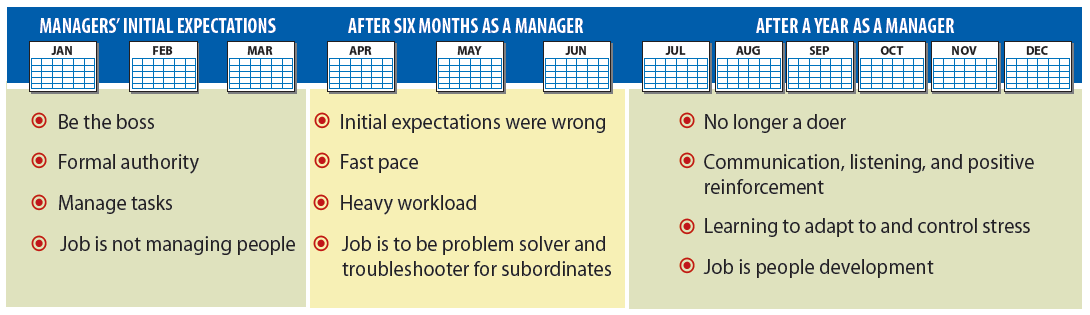 MANAGERS' INITIAL EXPECTATIONS
JAN FEB MAR
Be the boss
Formal authority
Manage tasks
Job is not managing people
AFTER SIX MONTHS AS A MANAGER
APR MAY JUN
Initial expectations were wrong
Fast pace
Heavy workload
Job is to be problem solver and
troubleshooter for subordinates
AFTER A YEAR AS A MANAGER
JUL AUG SEP OCT NOV DEC
No longer a doer
Communication, listening, and positive
reinforcement
Learning to adapt to and control stress
Job is people development